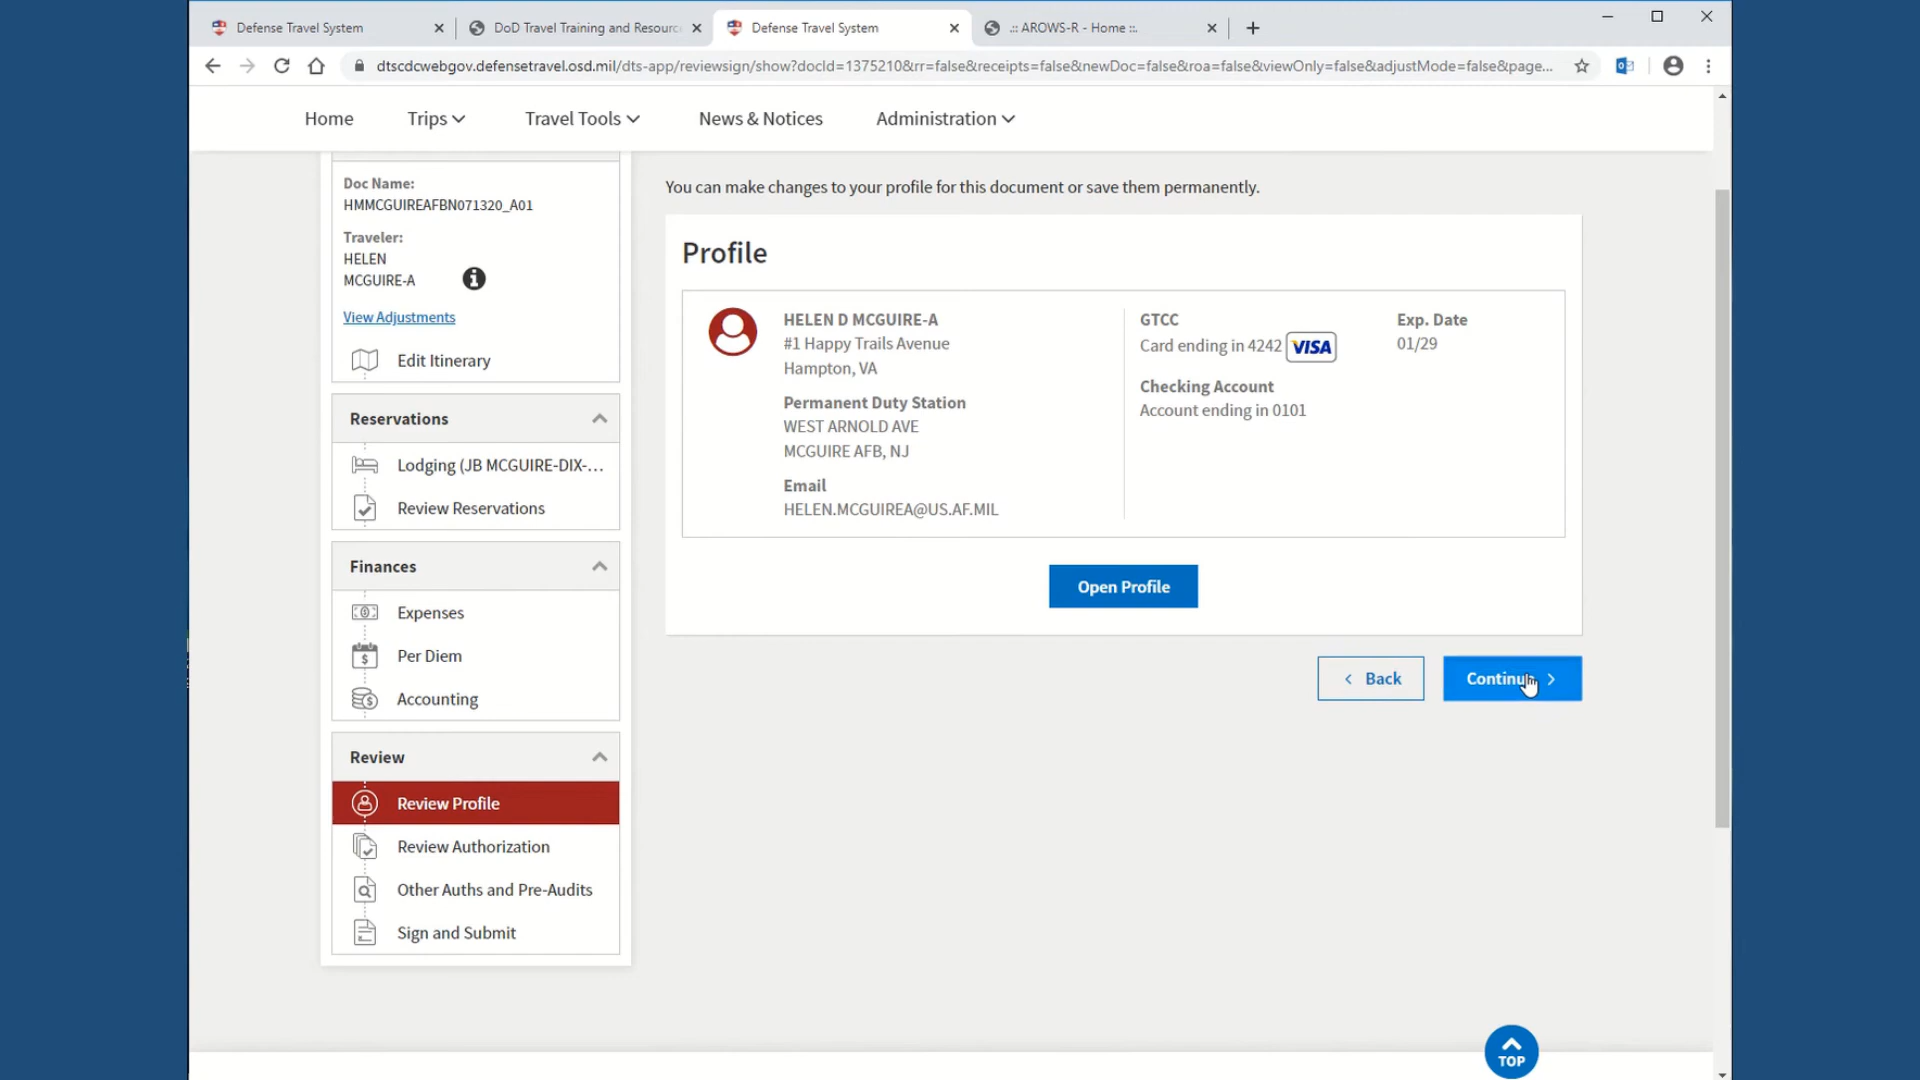 Defense Travel System
DoD Travel Training and Resourc
Defense Travel System
.:: AROWS-R - Home ::.
dtscdcwebgov.defensetravel.osd.mil/dts-app/reviewsign/show?docId=1375210&rr=false&receipts=false&newDoc=false&roa=false&viewOnly=false&adjustMode=false&page...
Home
Trips
Travel Tools
News & Notices
Administration
Doc Name:
HMMCGUIREAFBN071320_A01
Traveler:
HELEN
MCGUIRE-A
View Adjustments
Edit Itinerary
Reservations
Lodging (JB MCGUIRE-DIX-...
Review Reservations
Finances
Expenses
Per Diem
Accounting
Review
Review Profile
Review Authorization
Other Auths and Pre-Audits
Sign and Submit
You can make changes to your profile for this document or save them permanently.
Profile
HELEN D MCGUIRE-A
#1 Happy Trails Avenue
Hampton, VA
Permanent Duty Station
WEST ARNOLD AVE
MCGUIRE AFB, NJ
Email
HELEN.MCGUIREA@US.AF.MIL
GTCC
Card ending in 4242 VISA
Exp. Date
01/29
Checking Account
Account ending in 0101
Open Profile
Back
Continue
TOP